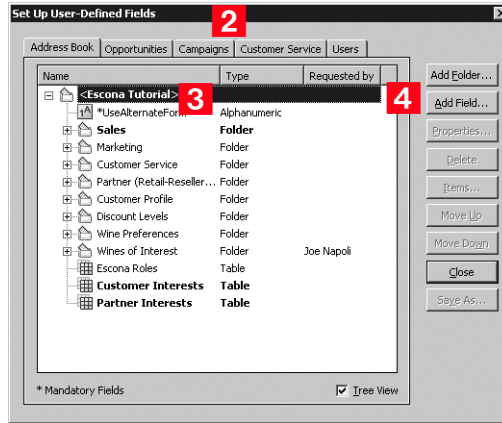 Set Up User-Defined Fields
2
Address Book Opportunities Campaigns Customer Service Users
Name Type Requested by
<Escona Tutorial> 3
*UseAlternateForm Alphanumeric
Sales Folder
Marketing Folder
Customer Service Folder
Partner (Retail-Reseller... Folder
Customer Profile Folder
Discount Levels Folder
Wine Preferences Folder
Wines of Interest Folder Joe Napoli
Escona Roles Table
Customer Interests Table
Partner Interests Table
* Mandatory Fields
Tree View
4
Add Folder...
Add Field...
Properties...
Delete
Items...
Move Up
Move Down
Close
Save As...